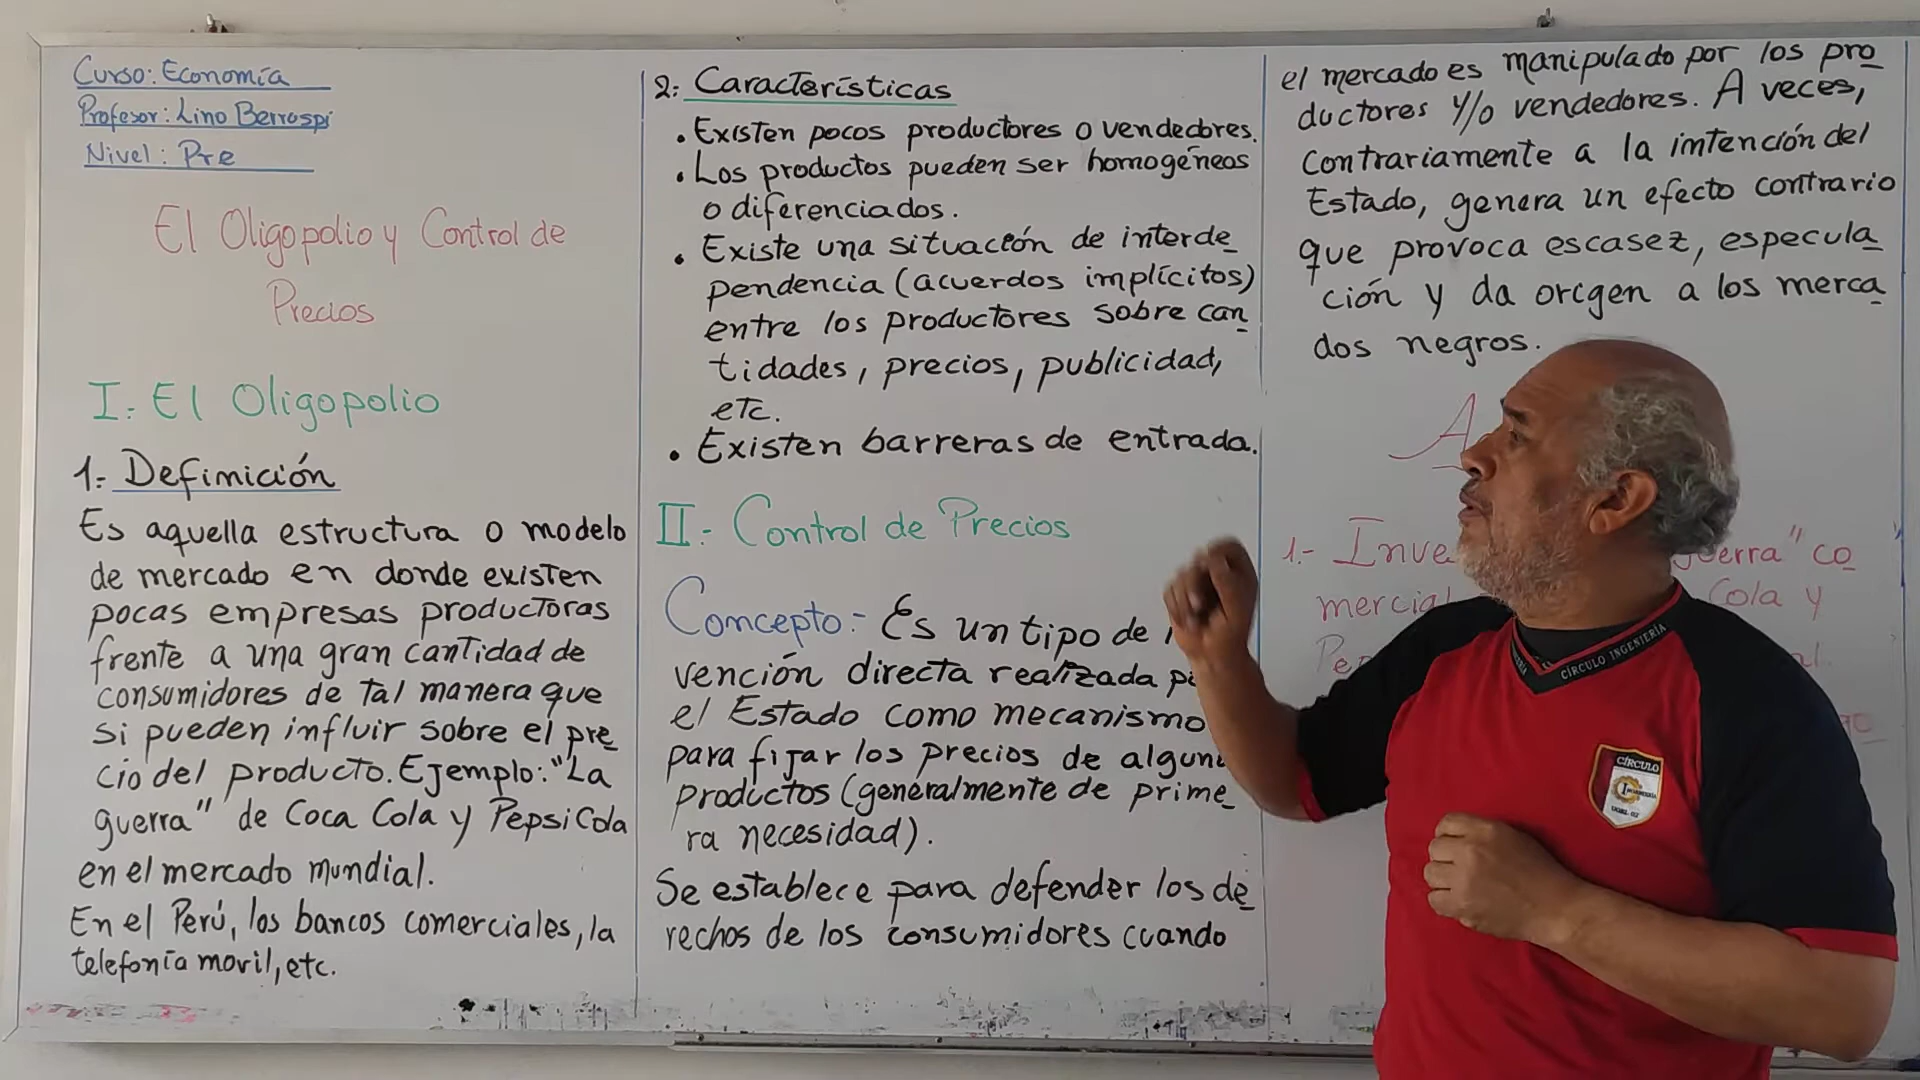 Curso: Economía
Profesor: Lino Berrospi
Nivel: Pre
El Oligopolio y Control de
Precios
I.- El Oligopolio
1.- Definición
Es aquella estructura o modelo
de mercado en donde existen
pocas empresas productoras
frente a una gran cantidad de
consumidores de tal manera que
si pueden influir sobre el pre
cio del producto. Ejemplo: "La
guerra" de Coca Cola y PepsiCola
en el mercado mundial.
En el Perú, los bancos comerciales, la
telefonía movil, etc.
2.- Características
• Existen pocos productores o vendedores.
• Los productos pueden ser homogéneos
o diferenciados.
• Existe una situación de interde
pendencia (acuerdos implícitos)
entre los productores sobre can
tidades, precios, publicidad,
etc.
• Existen barreras de entrada.
II.- Control de Precios
Concepto.- Es un tipo de
vención directa realizada
el Estado como mecanismo
para fijar los precios de
productos (generalmente de prime
ra necesidad).
Se establece para defender los de
rechos de los consumidores cuando
el mercado es manipulado por los pro
ductores y/o vendedores. A veces,
contrariamente a la intención del
Estado, genera un efecto contrario
que provoca escasez, especula
ción y da origen a los merca
dos negros.
1.- Inve "co
Cola y
CÍRCULO INGENIERÍA
CÍRCULO
INGENIERÍA
UGEL 02